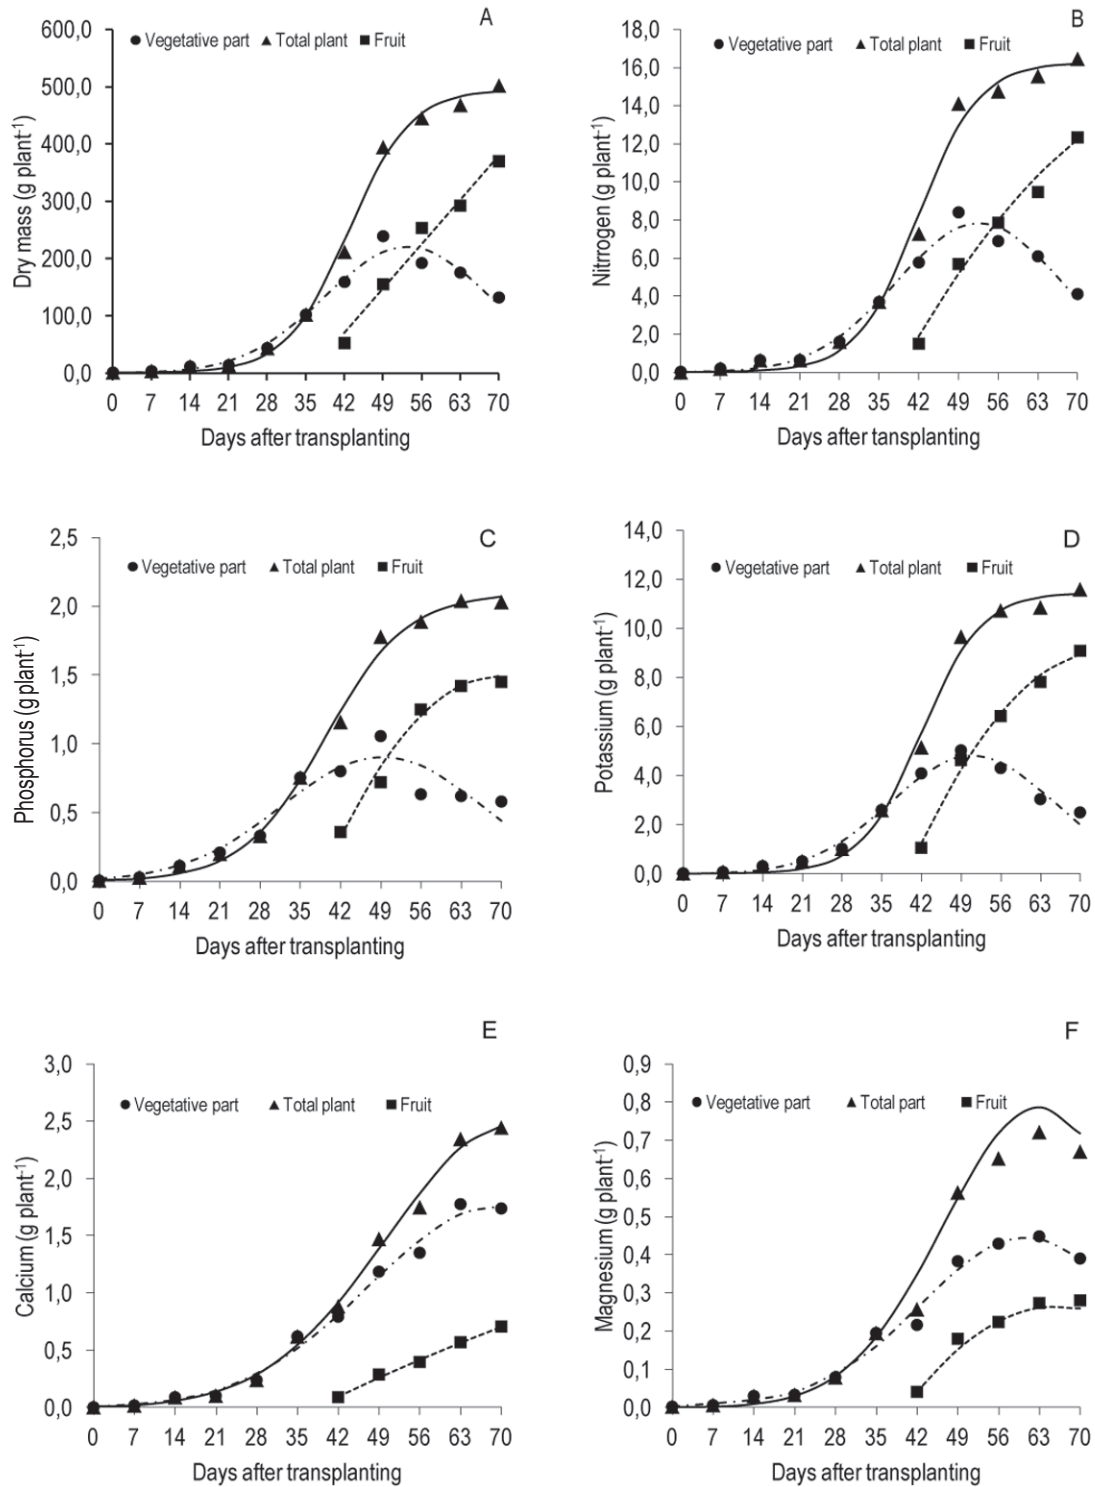 A
Vegetative part Total plant Fruit
600,0
500,0
400,0
300,0
200,0
100,0
0,0
Dry mass (g plant-1)
0 7 14 21 28 35 42 49 56 63 70
Days after transplanting
B
Vegetative part Total plant Fruit
18,0
16,0
14,0
12,0
10,0
8,0
6,0
4,0
2,0
0,0
Nitrrogen (g plant-1)
0 7 14 21 28 35 42 49 56 63 70
Days after tansplanting
C
Vegetative part Total plant Fruit
2,5
2,0
1,5
1,0
0,5
0,0
Phosphorus (g plant-1)
0 7 14 21 28 35 42 49 56 63 70
Days after transplanting
D
Vegetative part Total plant Fruit
14,0
12,0
10,0
8,0
6,0
4,0
2,0
0,0
Potassium (g plant-1)
0 7 14 21 28 35 42 49 56 63 70
Days after transplanting
E
Vegetative part Total plant Fruit
3,0
2,5
2,0
1,5
1,0
0,5
0,0
Calcium (g plant-1)
0 7 14 21 28 35 42 49 56 63 70
Days after transplanting
F
Vegetative part Total part Fruit
0,9
0,8
0,7
0,6
0,5
0,4
0,3
0,2
0,1
0,0
Magnesium (g plant-1)
0 7 14 21 28 35 42 49 56 63 70
Days after transplanting